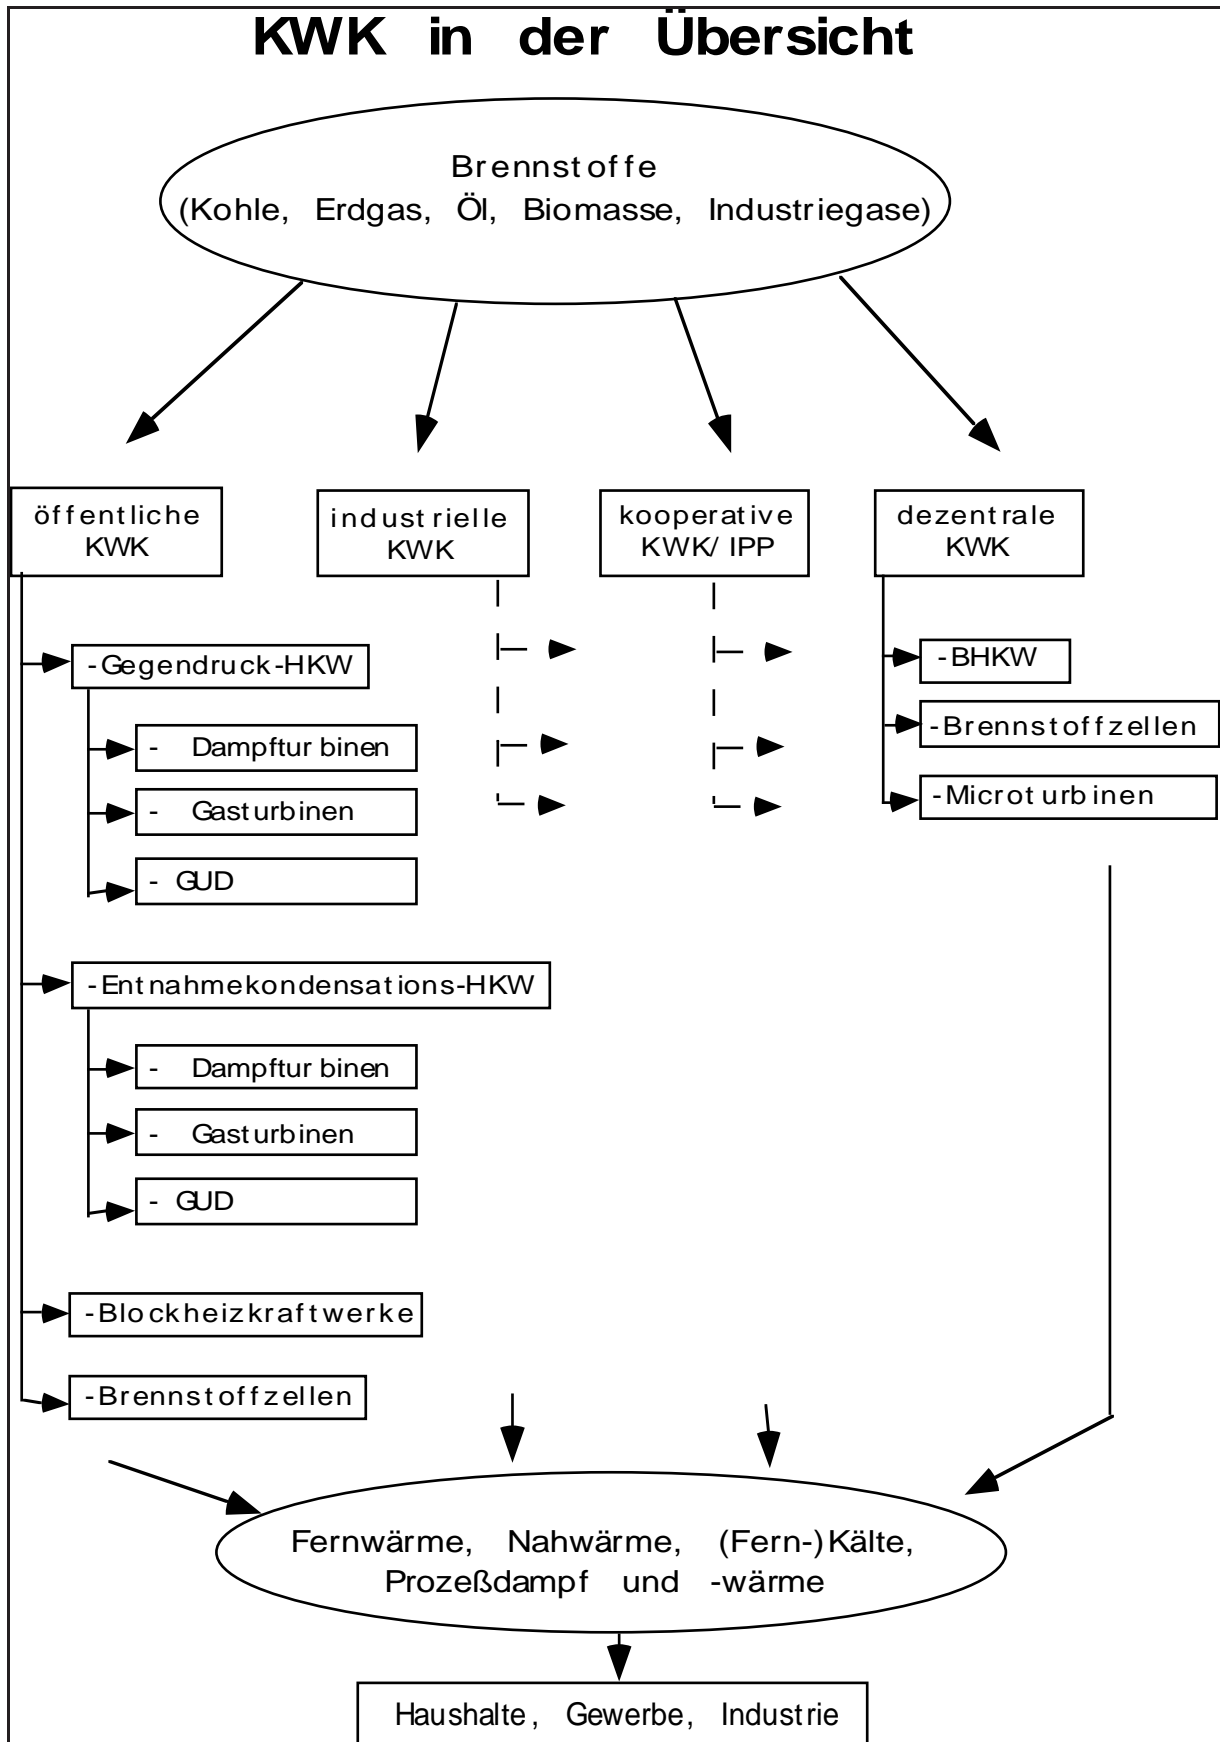 KWK in der Übersicht
Brennstoffe
(Kohle, Erdgas, Öl, Biomasse, Industriegase)
öffentliche
KWK
industrielle
KWK
kooperative
KWK/ IPP
dezentrale
KWK
-Gegendruck-HKW
- Dampfturbinen
- Gasturbinen
- GUD
-Entnahmekondensations-HKW
- Dampfturbinen
- Gasturbinen
- GUD
-Blockheizkraftwerke
-Brennstoffzellen
-BHKW
-Brennstoffzellen
-Microturbinen
Fernwärme, Nahwärme, (Fern-)Kälte,
Prozeßdampf und -wärme
Haushalte, Gewerbe, Industrie